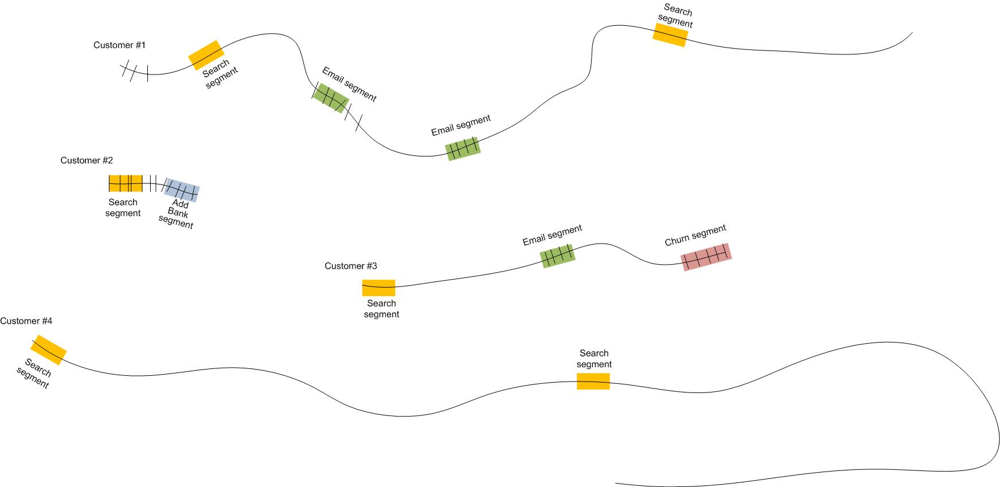 Search
segment
Customer #1
Search
segment
Email segment
Email segment
Customer #2
Search
segment
Add
Bank
segment
Email segment
Churn segment
Customer #3
Search
segment
Customer #4
Search
segment
Search
segment